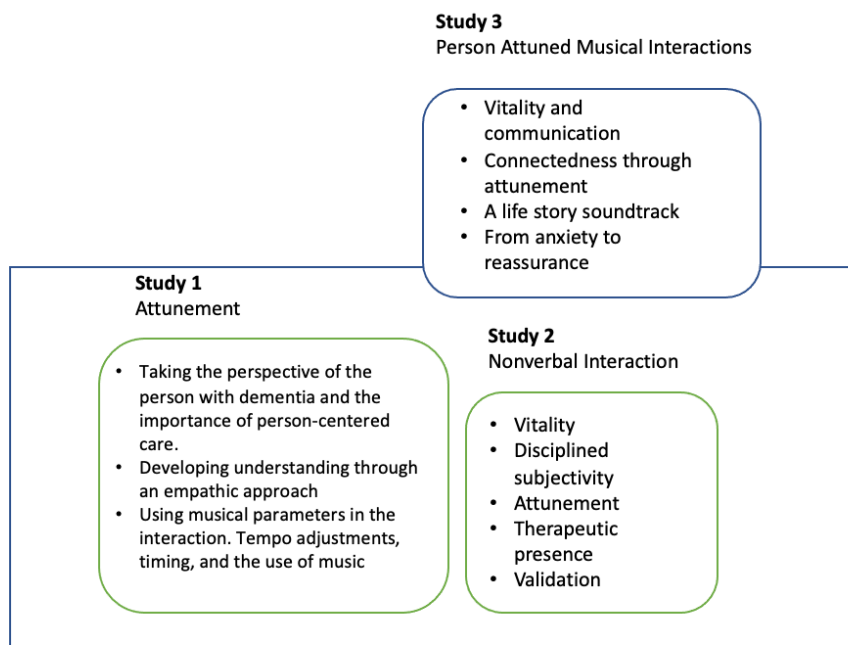 Study 3
Person Attuned Musical Interactions
• Vitality and
communication
• Connectedness through
attunement
• A life story soundtrack
• From anxiety to
reassurance
Study 1
Attunement
• Taking the perspective of the
person with dementia and the
importance of person-centered
care.
• Developing understanding through
an empathic approach
• Using musical parameters in the
interaction. Tempo adjustments,
timing, and the use of music
Study 2
Nonverbal Interaction
• Vitality
• Disciplined
subjectivity
• Attunement
• Therapeutic
presence
• Validation